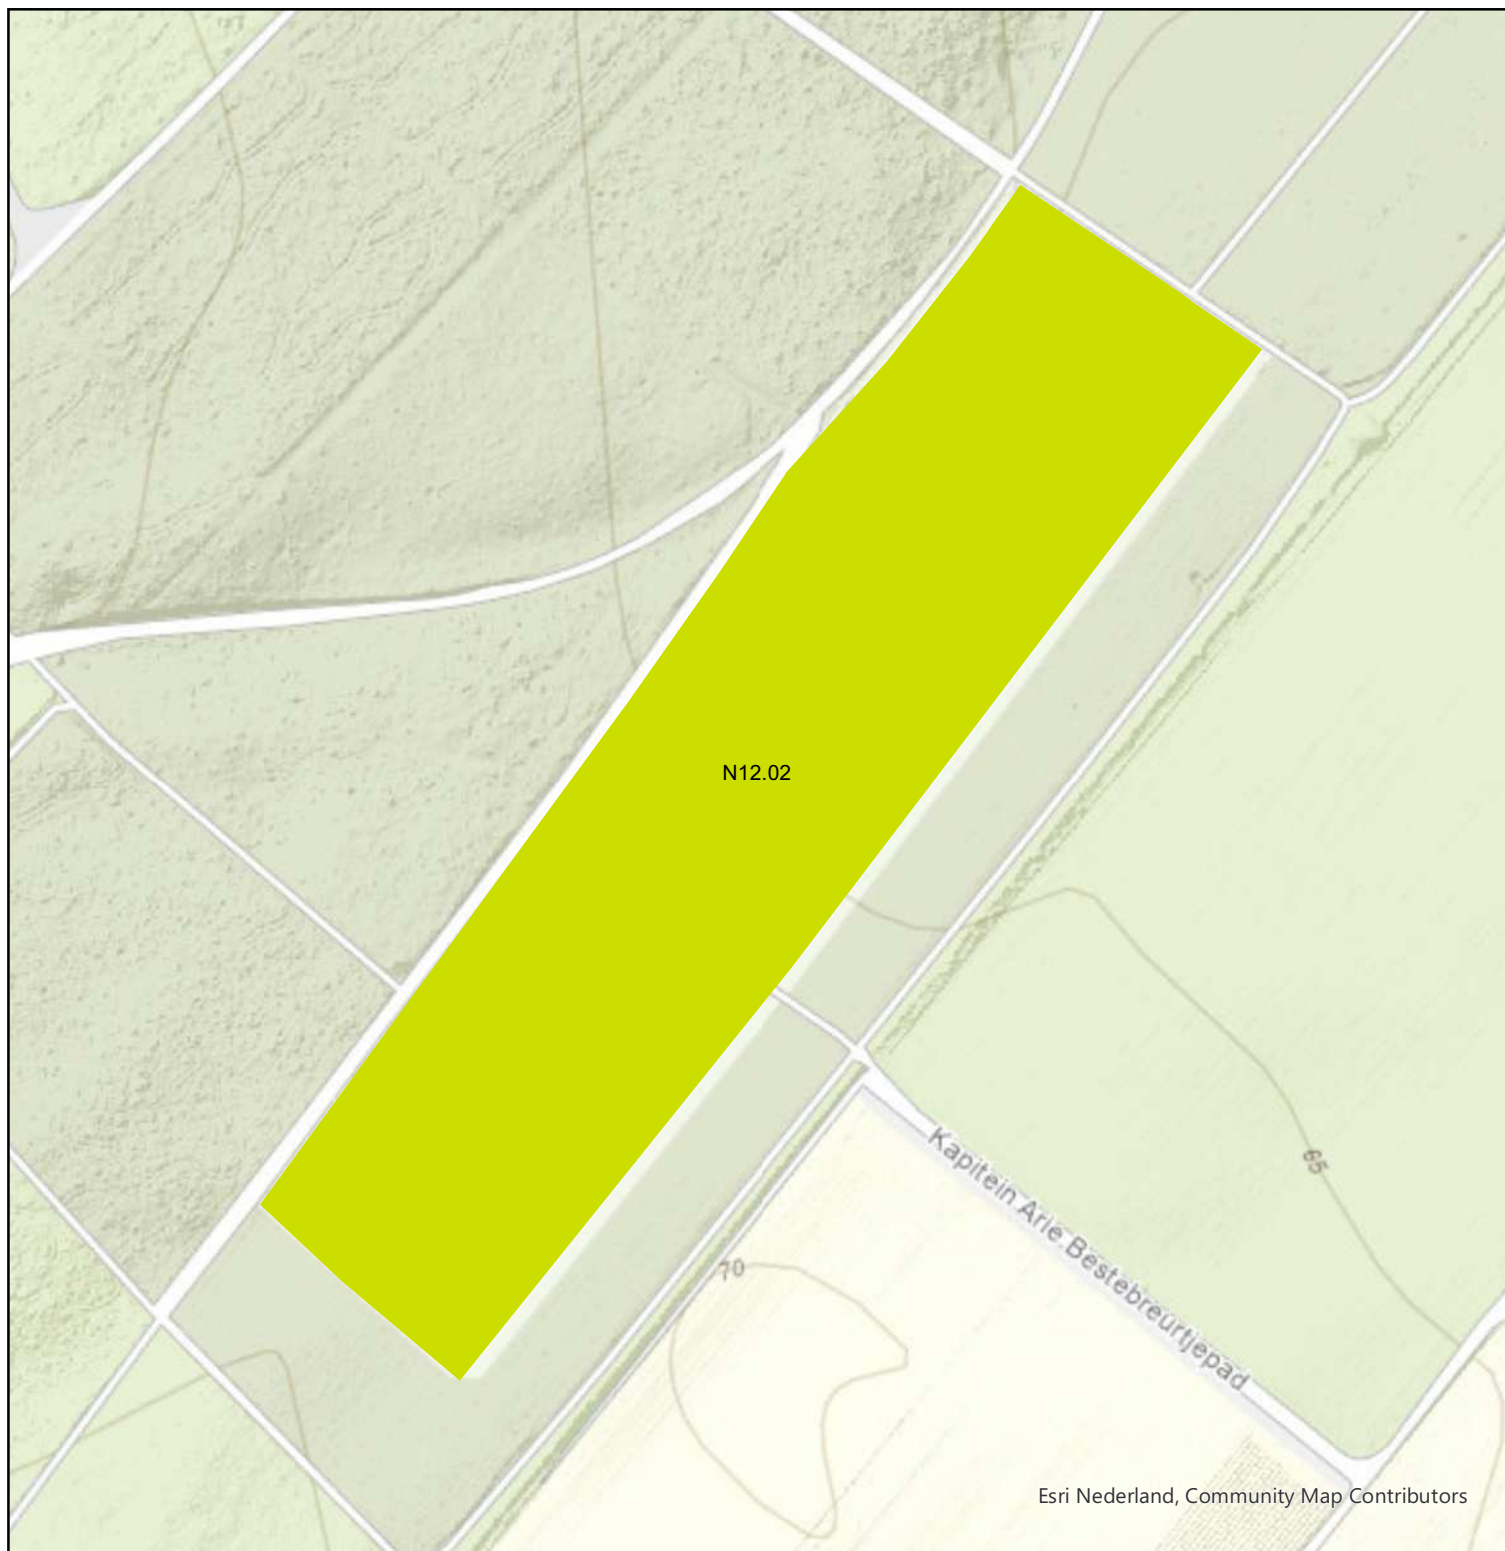 N12.02
65
Kapitein Arie Bestebreurtjepad
70
Esri Nederland, Community Map Contributors